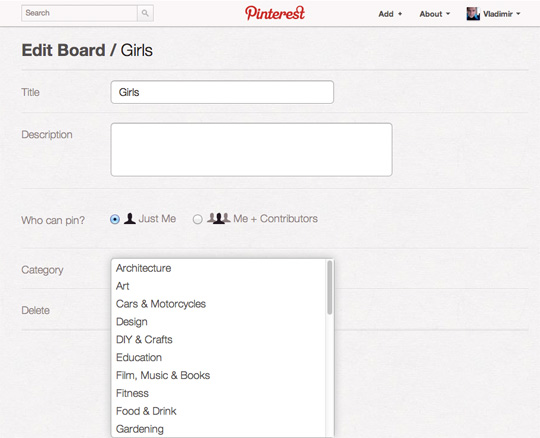 Search
Pinterest
Add +
About
Vladimir
Edit Board / Girls
Title
Girls
Description
Who can pin?
Just Me
Me + Contributors
Category
Architecture
Art
Cars & Motorcycles
Design
DIY & Crafts
Education
Film, Music & Books
Fitness
Food & Drink
Gardening
Delete